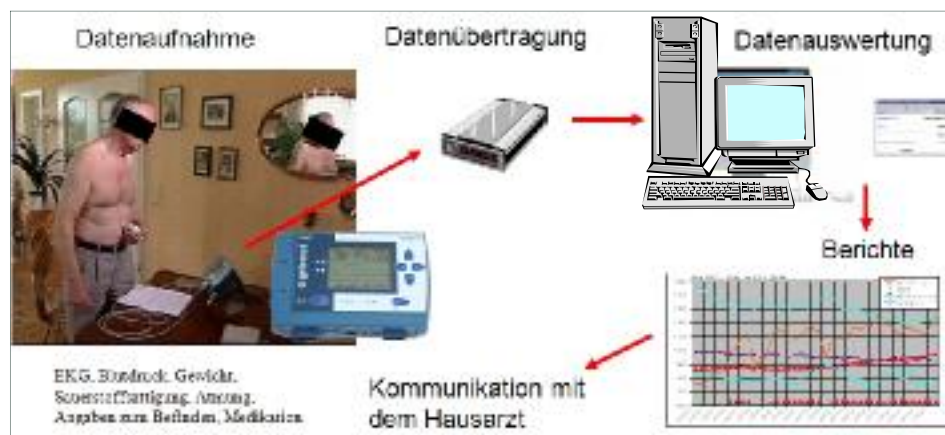 Datenaufnahme
Datenübertragung
Datenauswertung
Berichte
EKG, Blutdruck, Gewicht,
Sauerstoffsättigung, Atmung,
Angaben zum Befinden, Medikation
Kommunikation mit
dem Hausarzt